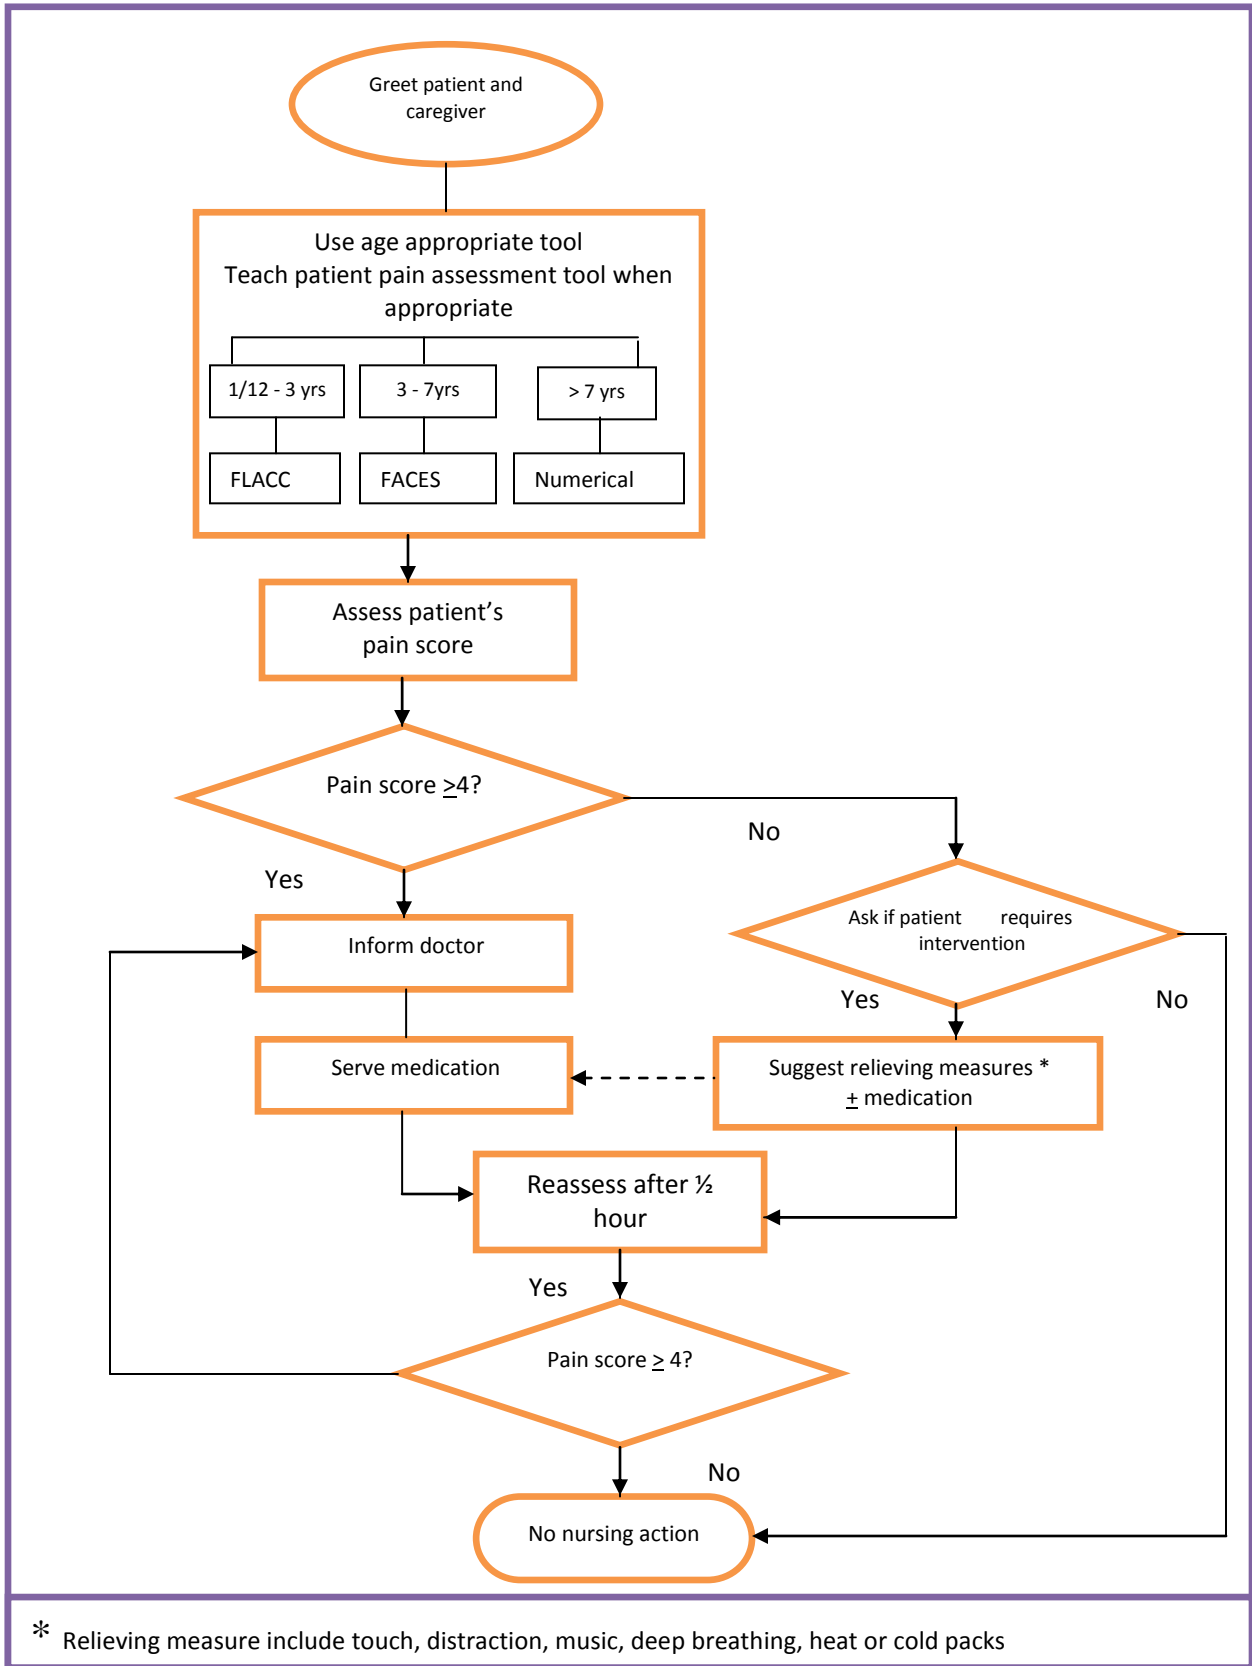 Greet patient and
caregiver
Use age appropriate tool
Teach patient pain assessment tool when
appropriate
1/12 - 3 yrs
3 - 7yrs
> 7 yrs
FLACC
FACES
Numerical
Assess patient’s
pain score
Pain score ≥4?
No
Yes
Ask if patient requires
intervention
Inform doctor
Yes
No
Serve medication
Suggest relieving measures *
± medication
Reassess after ½
hour
Yes
Pain score ≥ 4?
No
No nursing action
* Relieving measure include touch, distraction, music, deep breathing, heat or cold packs